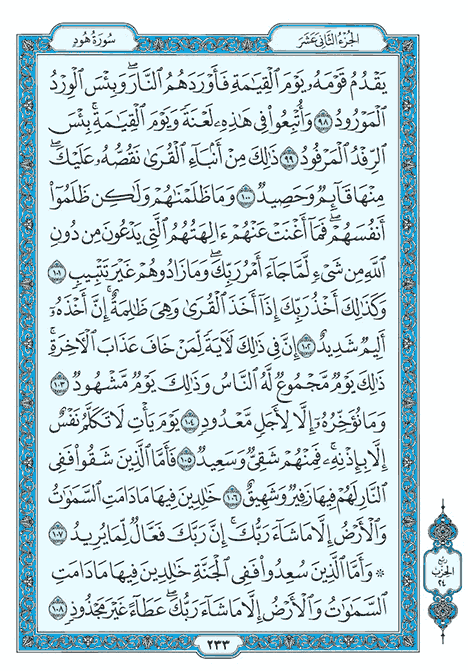 الجزء الثاني عشر
سورة هود
يَقْدُمُ قَوْمَهُۥ يَوْمَ ٱلْقِيَٰمَةِ فَأَوْرَدَهُمُ ٱلنَّارَ ۖ وَبِئْسَ ٱلْوِرْدُ
ٱلْمَوْرُودُ ٩٨ وَأُتْبِعُوا۟ فِى هَٰذِهِۦ لَعْنَةً وَيَوْمَ ٱلْقِيَٰمَةِ ۚ بِئْسَ
ٱلرِّفْدُ ٱلْمَرْفُودُ ٩٩ ذَٰلِكَ مِنْ أَنۢبَآءِ ٱلْقُرَىٰ نَقُصُّهُۥ عَلَيْكَ ۖ
مِنْهَا قَآئِمٌ وَحَصِيدٌ ١٠٠ وَمَا ظَلَمْنَٰهُمْ وَلَٰكِن ظَلَمُوٓا۟
أَنفُسَهُمْ ۖ فَمَآ أَغْنَتْ عَنْهُمْ ءَالِهَتُهُمُ ٱلَّتِى يَدْعُونَ مِن دُونِ
ٱللَّهِ مِن شَىْءٍ لَّمَّا جَآءَ أَمْرُ رَبِّكَ ۖ وَمَا زَادُوهُمْ غَيْرَ تَتْبِيبٍ ١٠١
وَكَذَٰلِكَ أَخْذُ رَبِّكَ إِذَآ أَخَذَ ٱلْقُرَىٰ وَهِىَ ظَٰلِمَةٌ ۚ إِنَّ أَخْذَهُۥٓ
أَلِيمٌ شَدِيدٌ ١٠٢ إِنَّ فِى ذَٰلِكَ لَءَايَةً لِّمَنْ خَافَ عَذَابَ ٱلْءَاخِرَةِ ۚ
ذَٰلِكَ يَوْمٌ مَّجْمُوعٌ لَّهُ ٱلنَّاسُ وَذَٰلِكَ يَوْمٌ مَّشْهُودٌ ١٠٣
وَمَا نُؤَخِّرُهُۥٓ إِلَّا لِأَجَلٍ مَّعْدُودٍ ١٠٤ يَوْمَ يَأْتِ لَا تَكَلَّمُ نَفْسٌ
إِلَّا بِإِذْنِهِۦ ۚ فَمِنْهُمْ شَقِىٌّ وَسَعِيدٌ ١٠٥ فَأَمَّا ٱلَّذِينَ شَقُوا۟ فَفِى
ٱلنَّارِ لَهُمْ فِيهَا زَفِيرٌ وَشَهِيقٌ ١٠٦ خَٰلِدِينَ فِيهَا مَا دَامَتِ ٱلسَّمَٰوَٰتُ
وَٱلْأَرْضُ إِلَّا مَا شَآءَ رَبُّكَ ۚ إِنَّ رَبَّكَ فَعَّالٌ لِّمَا يُرِيدُ ١٠٧
۞ وَأَمَّا ٱلَّذِينَ سُعِدُوا۟ فَفِى ٱلْجَنَّةِ خَٰلِدِينَ فِيهَا مَا دَامَتِ
ٱلسَّمَٰوَٰتُ وَٱلْأَرْضُ إِلَّا مَا شَآءَ رَبُّكَ ۖ عَطَآءً غَيْرَ مَجْذُوذٍ ١٠٨
ربع
الحزب
٢٤
٢٣٣